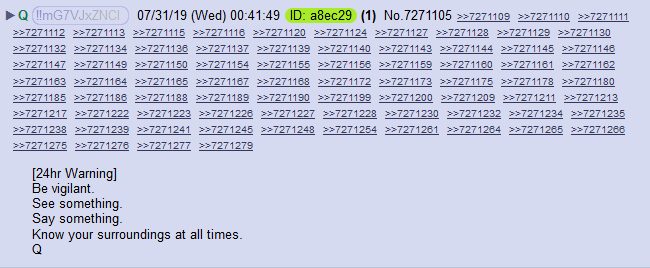 ▶ Q !!mG7VJxZNCI 07/31/19 (Wed) 00:41:49 ID: a8ec29 (1) No.7271105 >>7271109 >>7271110 >>7271111
>>7271112 >>7271113 >>7271115 >>7271116 >>7271120 >>7271124 >>7271127 >>7271128 >>7271129 >>7271130
>>7271132 >>7271134 >>7271136 >>7271137 >>7271139 >>7271141 >>7271143 >>7271144 >>7271145 >>7271146
>>7271147 >>7271149 >>7271150 >>7271154 >>7271155 >>7271156 >>7271159 >>7271160 >>7271161 >>7271162
>>7271163 >>7271164 >>7271165 >>7271167 >>7271168 >>7271172 >>7271173 >>7271175 >>7271178 >>7271180
>>7271185 >>7271186 >>7271188 >>7271189 >>7271190 >>7271199 >>7271200 >>7271209 >>7271211 >>7271213
>>7271217 >>7271222 >>7271223 >>7271226 >>7271227 >>7271228 >>7271230 >>7271232 >>7271234 >>7271235
>>7271238 >>7271239 >>7271241 >>7271245 >>7271248 >>7271254 >>7271261 >>7271264 >>7271265 >>7271266
>>7271275 >>7271276 >>7271277 >>7271279
[24hr Warning]
Be vigilant.
See something.
Say something.
Know your surroundings at all times.
Q